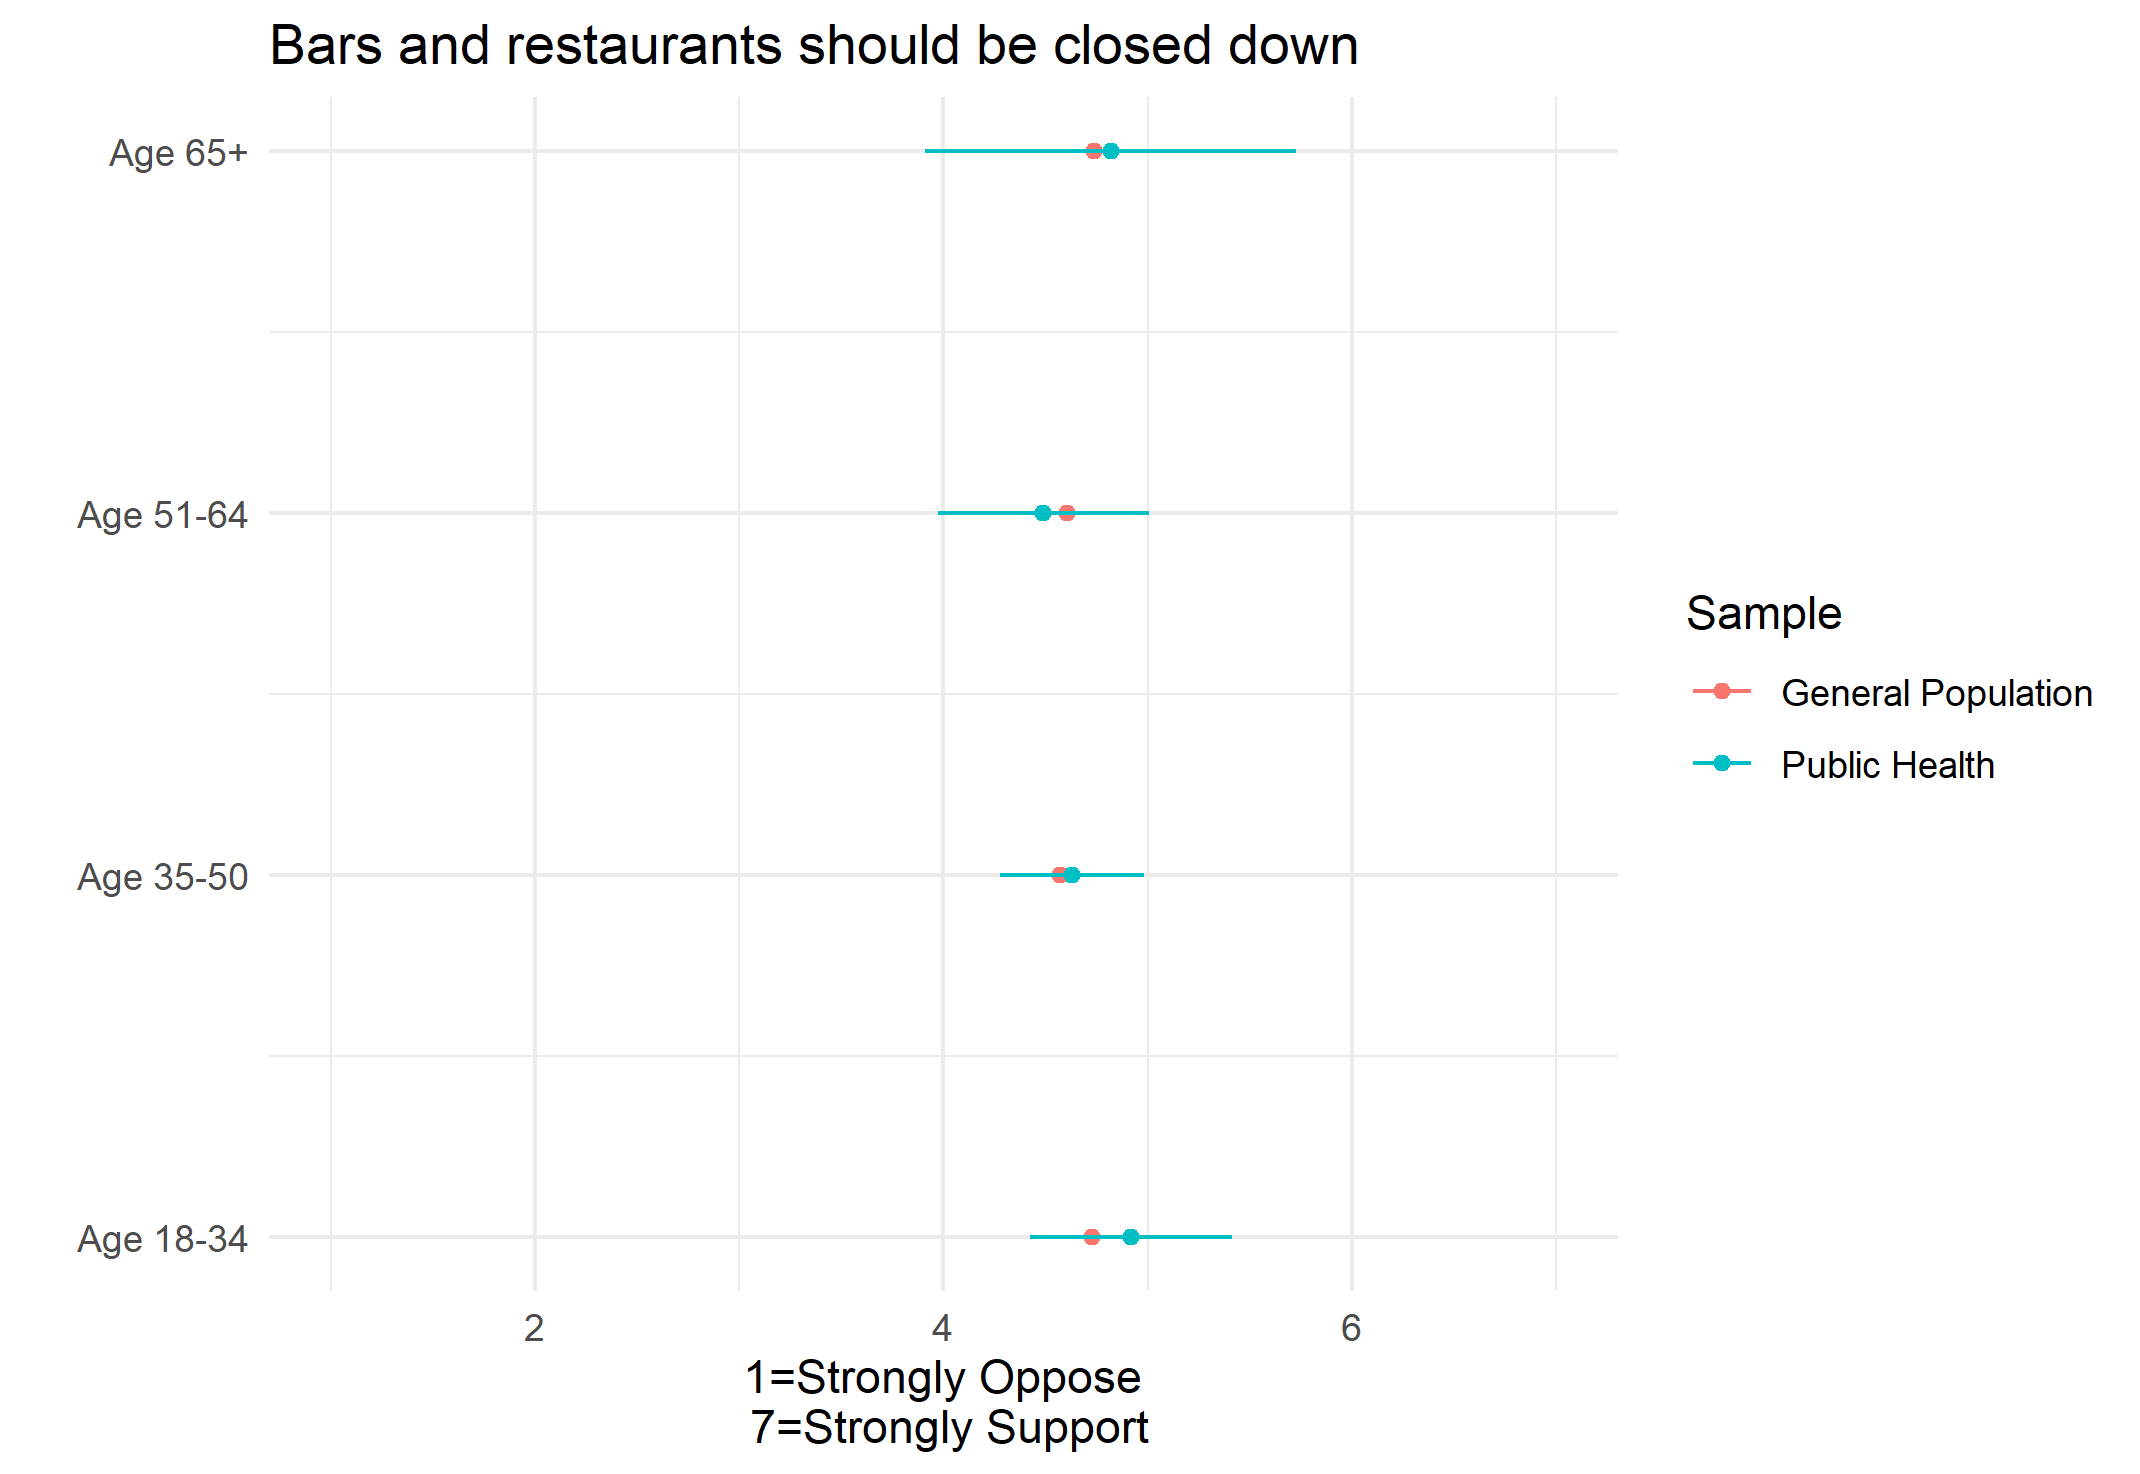 Bars and restaurants should be closed down
Age 65+
Age 51-64
Age 35-50
Age 18-34
2
4
6
1=Strongly Oppose
7=Strongly Support
Sample
General Population
Public Health